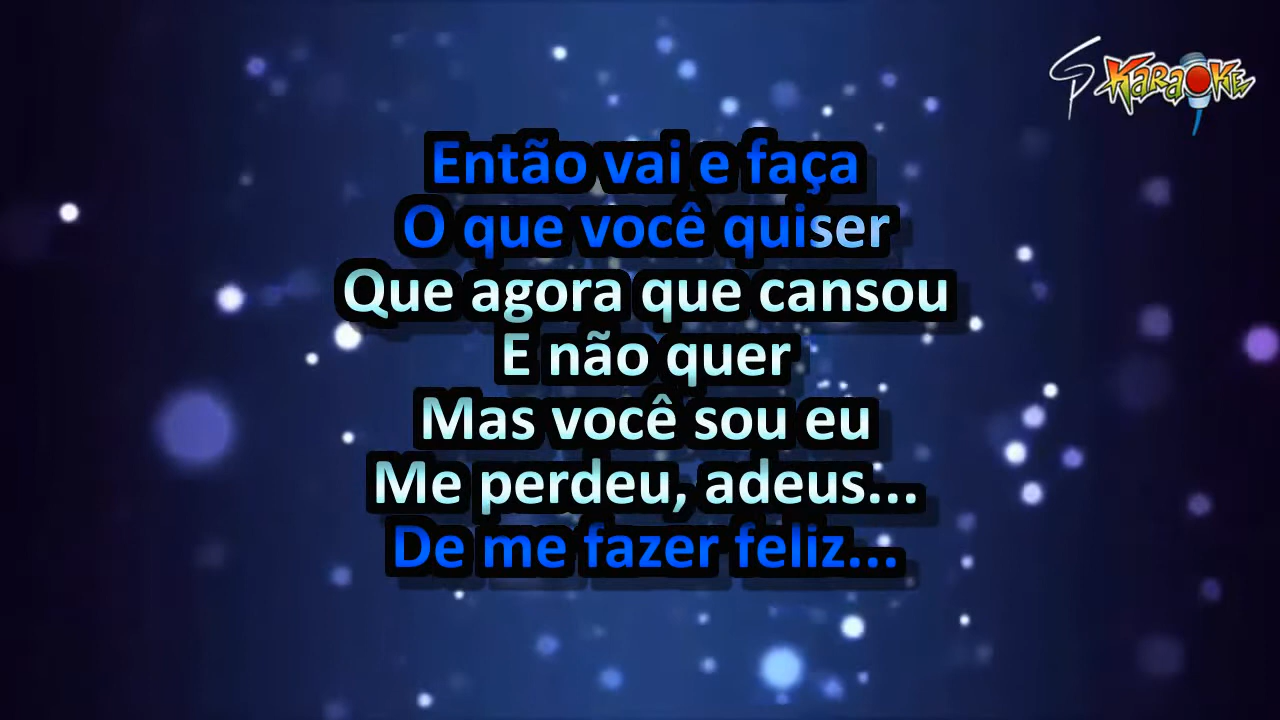 GP KARAOKE
Então vai e faça
O que você quiser
Que agora que cansou
E não quer
Mas você sou eu
Me perdeu, adeus...
De me fazer feliz...